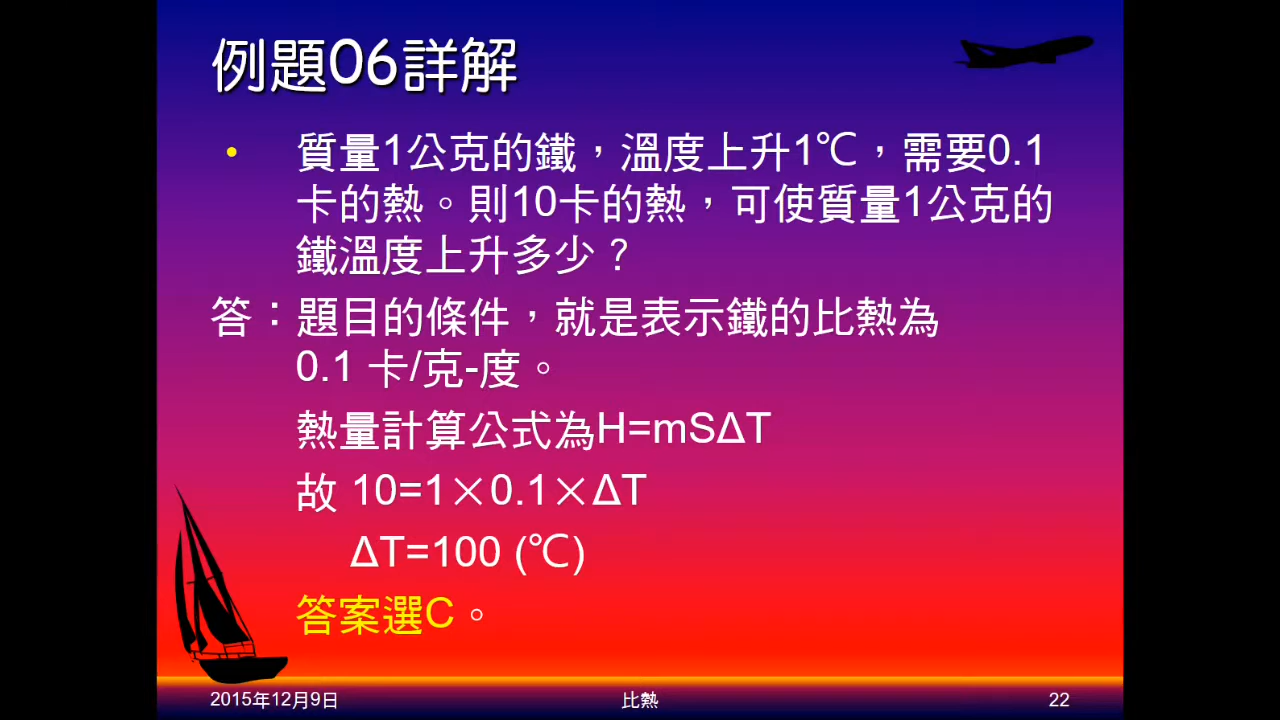 例題06詳解
• 質量1公克的鐵，溫度上升1℃，需要0.1
卡的熱。則10卡的熱，可使質量1公克的
鐵溫度上升多少？
答：題目的條件，就是表示鐵的比熱為
0.1 卡/克-度。
熱量計算公式為H=mSΔT
故 10=1×0.1×ΔT
ΔT=100 (℃)
答案選C。
2015年12月9日 比熱 22